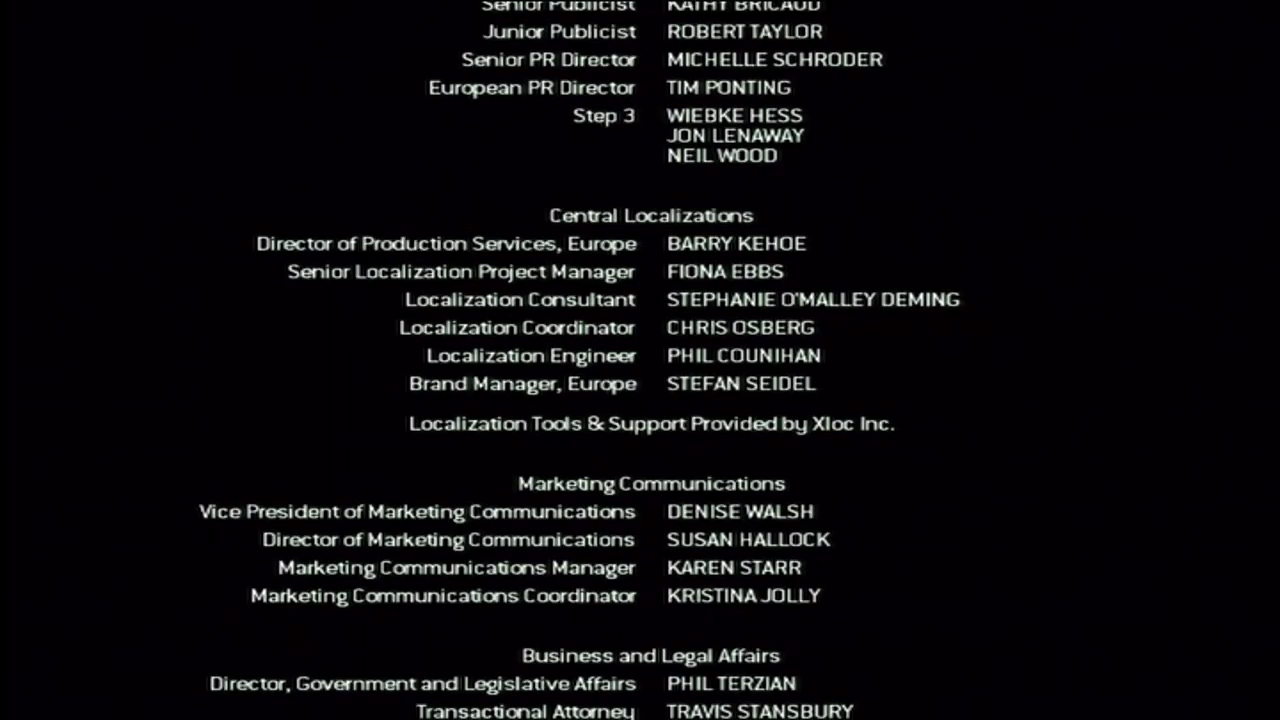 Senior Publicist KATHY BRICAUD
Junior Publicist ROBERT TAYLOR
Senior PR Director MICHELLE SCHRODER
European PR Director TIM PONTING
Step 3 WIEBKE HESS
JON LENAWAY
NEIL WOOD
Central Localizations
Director of Production Services, Europe BARRY KEHOE
Senior Localization Project Manager FIONA EBBS
Localization Consultant STEPHANIE O'MALLEY DEMING
Localization Coordinator CHRIS OSBERG
Localization Engineer PHIL COUNIHAN
Brand Manager, Europe STEFAN SEIDEL
Localization Tools & Support Provided by Xloc Inc.
Marketing Communications
Vice President of Marketing Communications DENISE WALSH
Director of Marketing Communications SUSAN HALLOCK
Marketing Communications Manager KAREN STARR
Marketing Communications Coordinator KRISTINA JOLLY
Business and Legal Affairs
Director, Government and Legislative Affairs PHIL TERZIAN
Transactional Attorney TRAVIS STANSBURY